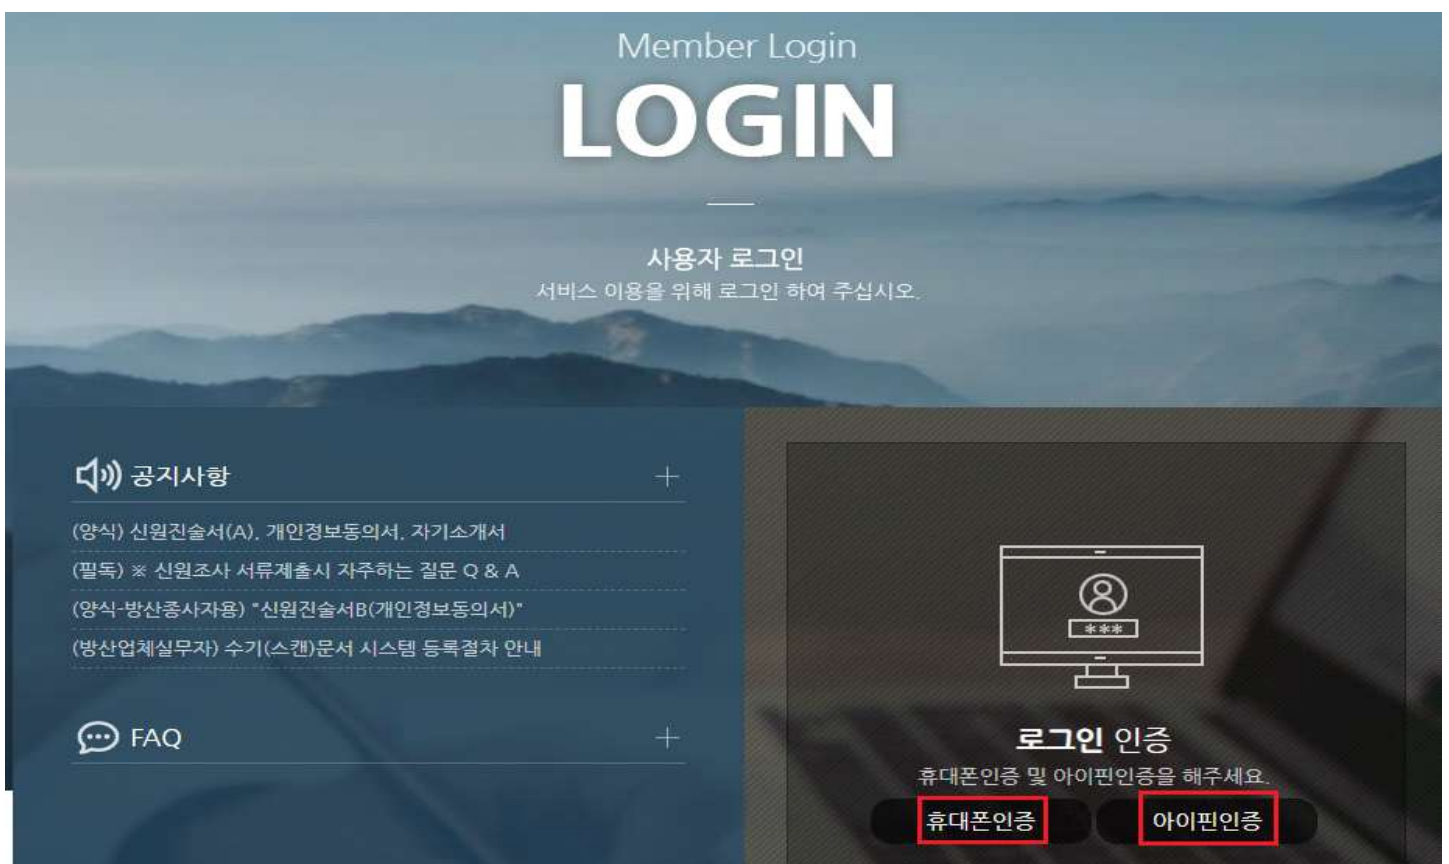 Member Login
LOGIN
사용자 로그인
서비스 이용을 위해 로그인 하여 주십시오.
공지사항
(양식) 신원진술서(A), 개인정보동의서, 자기소개서
(필독) ※ 신원조사 서류제출시 자주하는 질문 Q & A
(양식-방산종사자용) "신원진술서B(개인정보동의서)"
(방산업체실무자) 수기(스캔)문서 시스템 등록절차 안내
FAQ
***
로그인 인증
휴대폰인증 및 아이핀인증을 해주세요.
휴대폰인증 아이핀인증